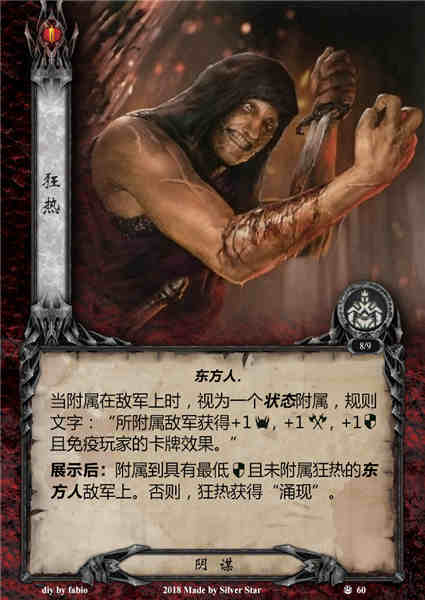 狂热
8/9
东方人.
当附属在敌军上时，视为一个状态附属，规则
文字：“所附属敌军获得+1，+1，+1
且免疫玩家的卡牌效果。”
展示后：附属到具有最低且未附属狂热的东
方人敌军上。否则，狂热获得“涌现”。
阴谋
diy by fabio 2018 Made by Silver Star 60